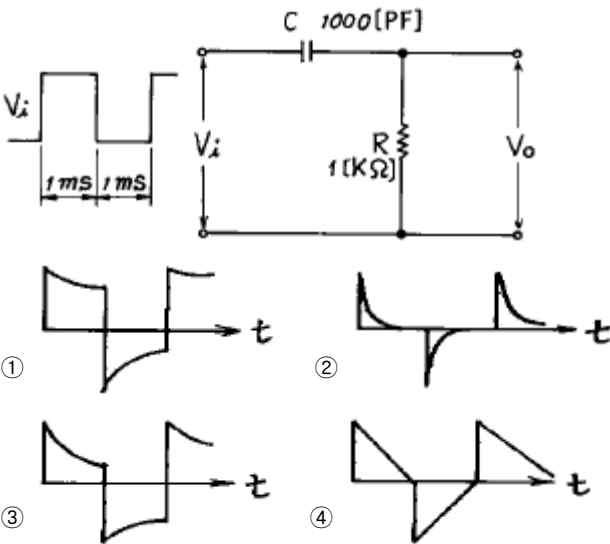 C 1000[PF]
Vi
1ms 1ms
Vi
R
1[KΩ]
Vo
① t
② t
③ t
④ t